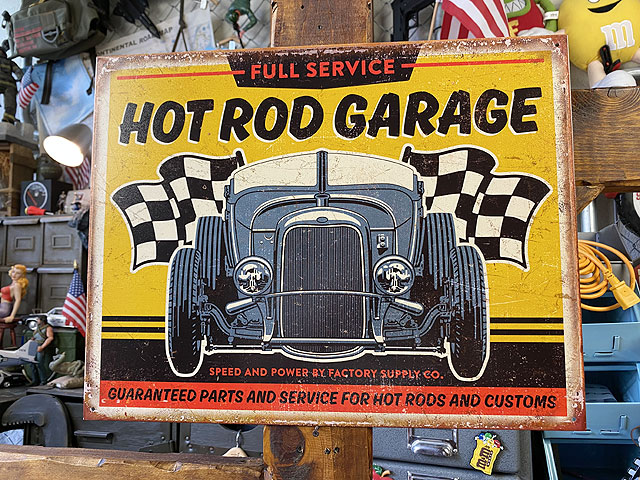 FULL SERVICE
HOT ROD GARAGE
SPEED AND POWER BY FACTORY SUPPLY CO.
GUARANTEED PARTS AND SERVICE FOR HOT RODS AND CUSTOMS
m